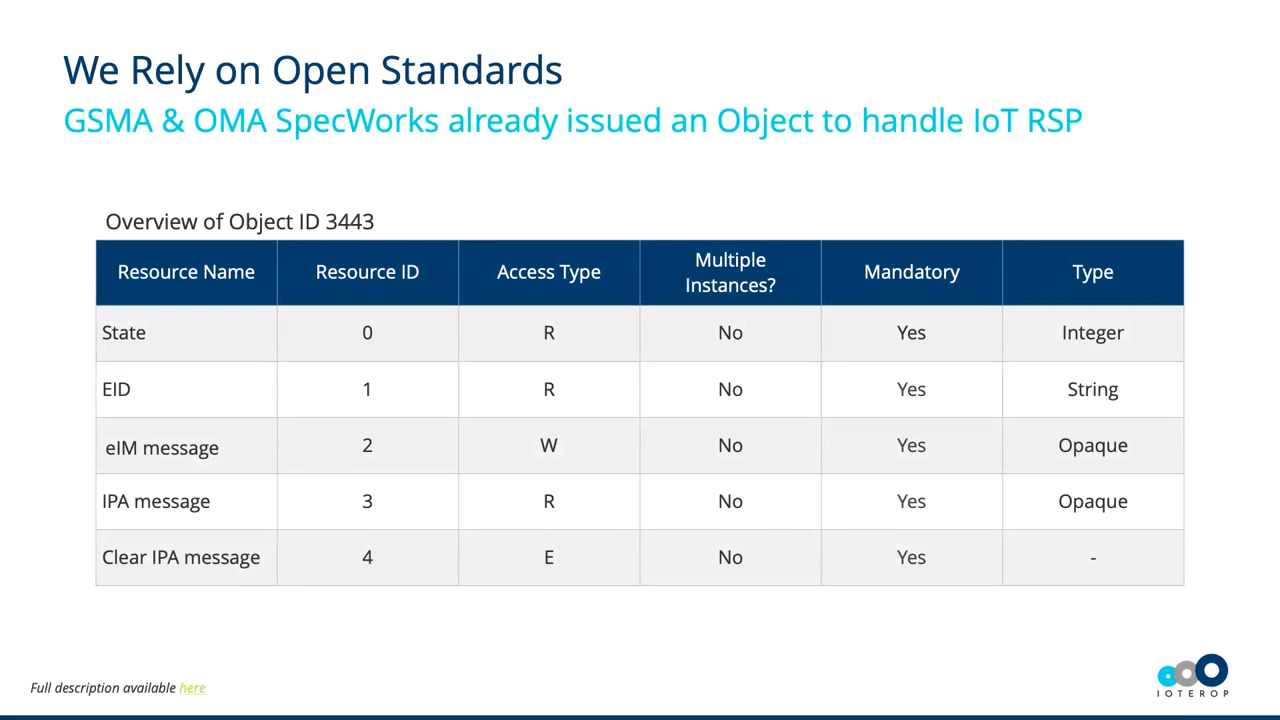 We Rely on Open Standards
GSMA & OMA SpecWorks already issued an Object to handle IoT RSP
Overview of Object ID 3443
Resource Name Resource ID Access Type Multiple Instances? Mandatory Type
State 0 R No Yes Integer
EID 1 R No Yes String
eIM message 2 W No Yes Opaque
IPA message 3 R No Yes Opaque
Clear IPA message 4 E No Yes -
Full description available here
IOTEROP